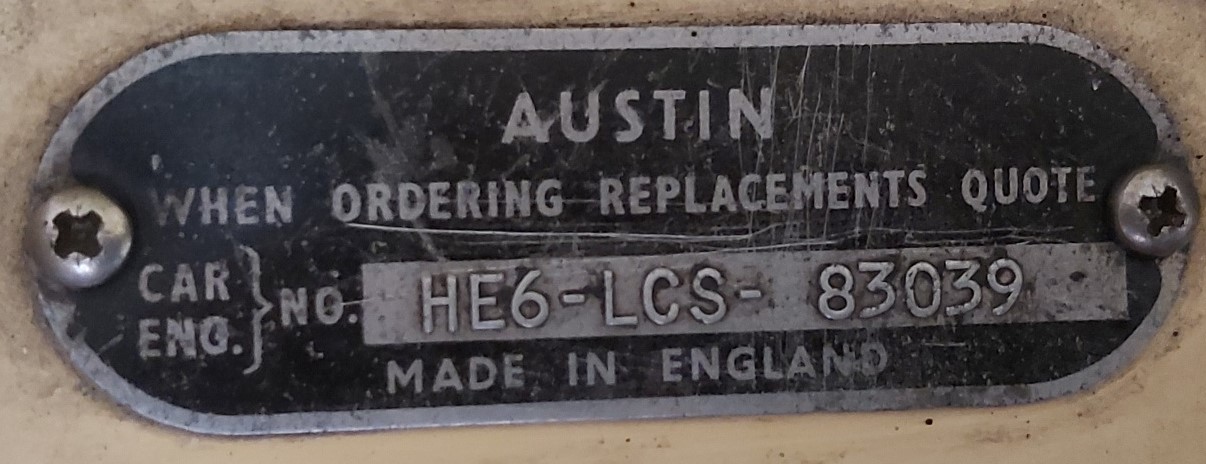 AUSTIN
WHEN ORDERING REPLACEMENTS QUOTE
CAR
ENG. } NO. HE6-LCS- 83039
MADE IN ENGLAND